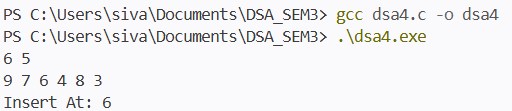 PS C:\Users\siva\Documents\DSA_SEM3> gcc dsa4.c -o dsa4
PS C:\Users\siva\Documents\DSA_SEM3> .\dsa4.exe
6 5
9 7 6 4 8 3
Insert At: 6